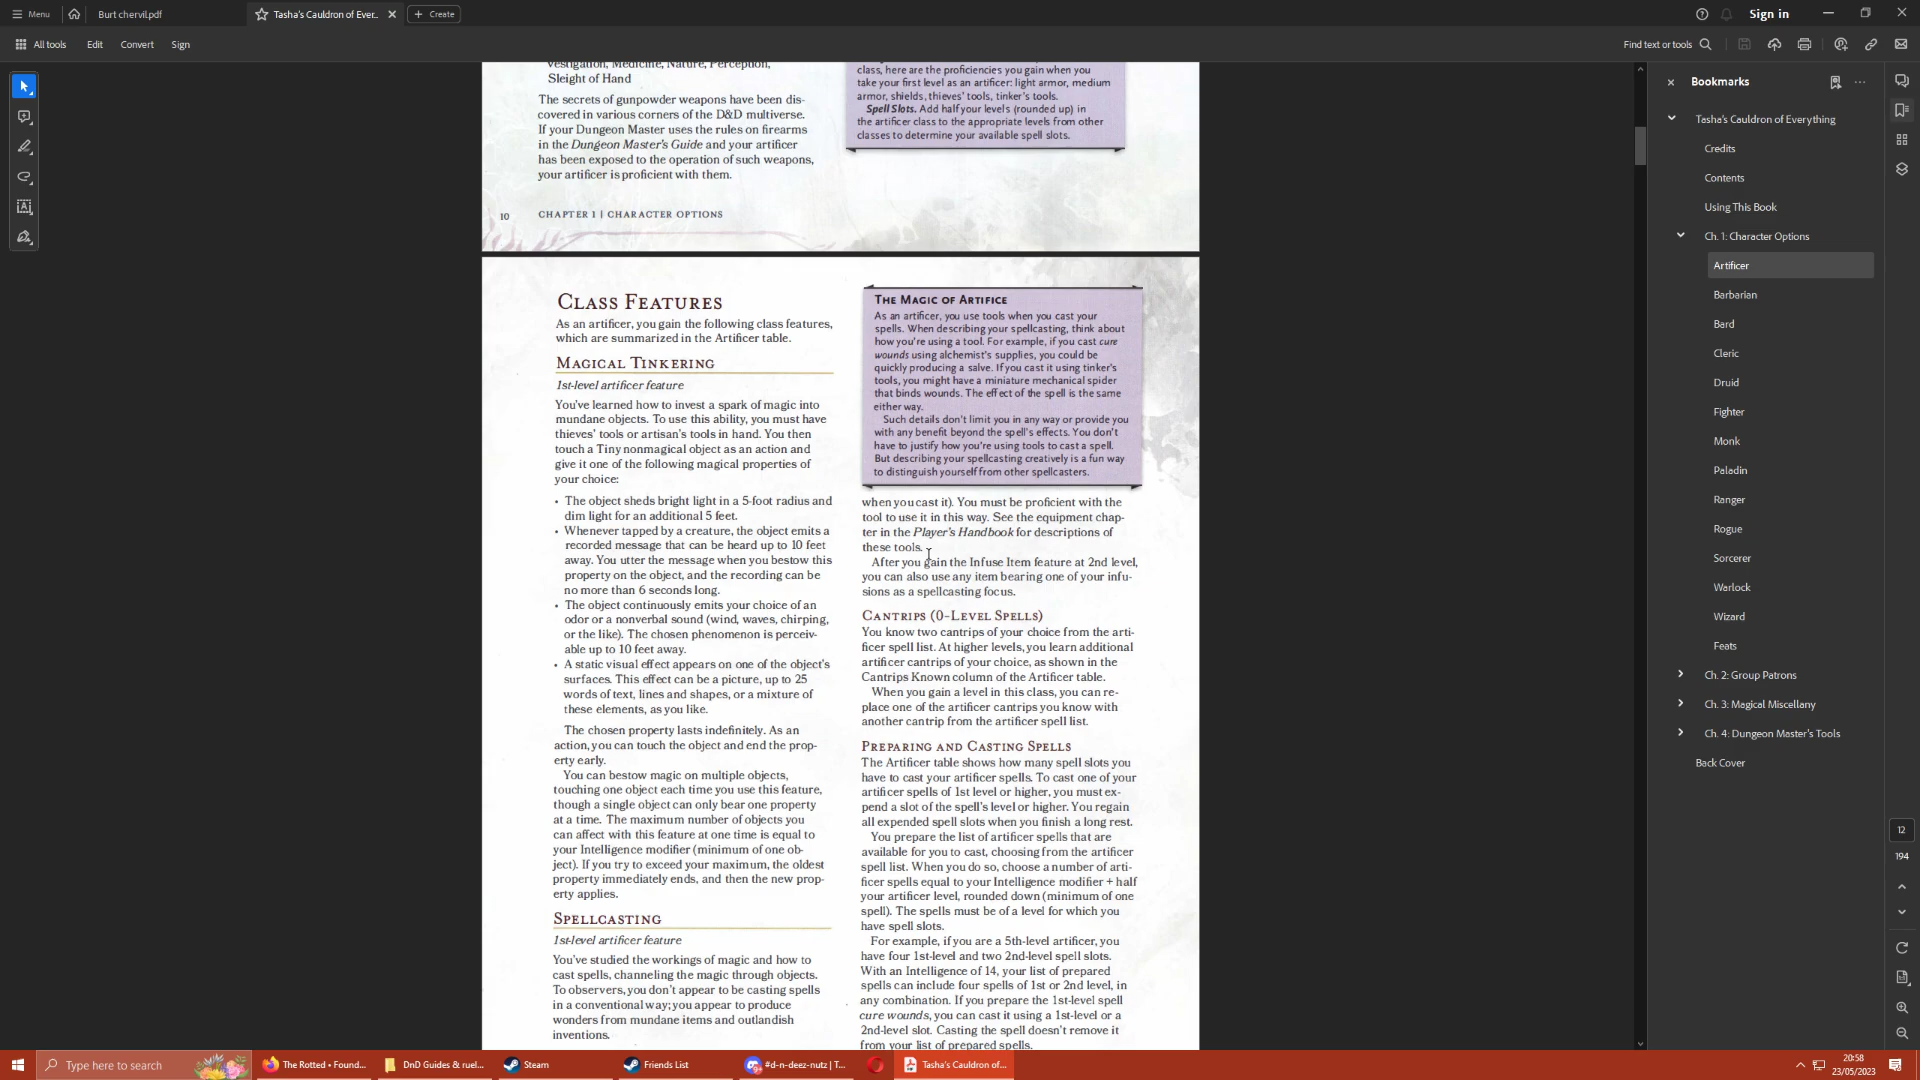 Menu
Burt chervil.pdf
Tasha's Cauldron of Ever...
Create
Sign in
All tools
Edit
Convert
Sign
Find text or tools
vestigation, Medicine, Nature, Perception,
Sleight of Hand
The secrets of gunpowder weapons have been dis-
covered in various corners of the D&D multiverse.
If your Dungeon Master uses the rules on firearms
in the Dungeon Master's Guide and your artificer
has been exposed to the operation of such weapons,
your artificer is proficient with them.
class, here are the proficiencies you gain when you
take your first level as an artificer: light armor, medium
armor, shields, thieves' tools, tinker's tools.
Spell Slots. Add half your levels (rounded up) in
the artificer class to the appropriate levels from other
classes to determine your available spell slots.
10 CHAPTER 1 | CHARACTER OPTIONS
CLASS FEATURES
As an artificer, you gain the following class features,
which are summarized in the Artificer table.
MAGICAL TINKERING
1st-level artificer feature
You've learned how to invest a spark of magic into
mundane objects. To use this ability, you must have
thieves' tools or artisan's tools in hand. You then
touch a Tiny nonmagical object as an action and
give it one of the following magical properties of
your choice:
• The object sheds bright light in a 5-foot radius and
dim light for an additional 5 feet.
• Whenever tapped by a creature, the object emits a
recorded message that can be heard up to 10 feet
away. You utter the message when you bestow this
property on the object, and the recording can be
no more than 6 seconds long.
• The object continuously emits your choice of an
odor or a nonverbal sound (wind, waves, chirping,
or the like). The chosen phenomenon is perceiv-
able up to 10 feet away.
• A static visual effect appears on one of the object's
surfaces. This effect can be a picture, up to 25
words of text, lines and shapes, or a mixture of
these elements, as you like.
The chosen property lasts indefinitely. As an
action, you can touch the object and end the prop-
erty early.
You can bestow magic on multiple objects,
touching one object each time you use this feature,
though a single object can only bear one property
at a time. The maximum number of objects you
can affect with this feature at one time is equal to
your Intelligence modifier (minimum of one ob-
ject). If you try to exceed your maximum, the oldest
property immediately ends, and then the new prop-
erty applies.
SPELLCASTING
1st-level artificer feature
You've studied the workings of magic and how to
cast spells, channeling the magic through objects.
To observers, you don't appear to be casting spells
in a conventional way; you appear to produce
wonders from mundane items and outlandish
inventions.
THE MAGIC OF ARTIFICE
As an artificer, you use tools when you cast your
spells. When describing your spellcasting, think about
how you're using a tool. For example, if you cast cure
wounds using alchemist's supplies, you could be
quickly producing a salve. If you cast it using tinker's
tools, you might have a miniature mechanical spider
that binds wounds. The effect of the spell is the same
either way.
Such details don't limit you in any way or provide you
with any benefit beyond the spell's effects. You don't
have to justify how you're using tools to cast a spell.
But describing your spellcasting creatively is a fun way
to distinguish yourself from other spellcasters.
when you cast it). You must be proficient with the
tool to use it in this way. See the equipment chap-
ter in the Player's Handbook for descriptions of
these tools.
After you gain the Infuse Item feature at 2nd level,
you can also use any item bearing one of your infu-
sions as a spellcasting focus.
CANTRIPS (0-LEVEL SPELLS)
You know two cantrips of your choice from the arti-
ficer spell list. At higher levels, you learn additional
artificer cantrips of your choice, as shown in the
Cantrips Known column of the Artificer table.
When you gain a level in this class, you can re-
place one of the artificer cantrips you know with
another cantrip from the artificer spell list.
PREPARING AND CASTING SPELLS
The Artificer table shows how many spell slots you
have to cast your artificer spells. To cast one of your
artificer spells of 1st level or higher, you must ex-
pend a slot of the spell's level or higher. You regain
all expended spell slots when you finish a long rest.
You prepare the list of artificer spells that are
available for you to cast, choosing from the artificer
spell list. When you do so, choose a number of arti-
ficer spells equal to your Intelligence modifier + half
your artificer level, rounded down (minimum of one
spell). The spells must be of a level for which you
have spell slots.
For example, if you are a 5th-level artificer, you
have four 1st-level and two 2nd-level spell slots.
With an Intelligence of 14, your list of prepared
spells can include four spells of 1st or 2nd level, in
any combination. If you prepare the 1st-level spell
cure wounds, you can cast it using a 1st-level or a
2nd-level slot. Casting the spell doesn't remove it
from your list of prepared spells.
Bookmarks
Tasha's Cauldron of Everything
Credits
Contents
Using This Book
Ch. 1: Character Options
Artificer
Barbarian
Bard
Cleric
Druid
Fighter
Monk
Paladin
Ranger
Rogue
Sorcerer
Warlock
Wizard
Feats
Ch. 2: Group Patrons
Ch. 3: Magical Miscellany
Ch. 4: Dungeon Master's Tools
Back Cover
12
194
Type here to search
The Rotted • Found...
DnD Guides & ruel...
Steam
Friends List
#d-n-deez-nutz | T...
Tasha's Cauldron of...
20:58
23/05/2023